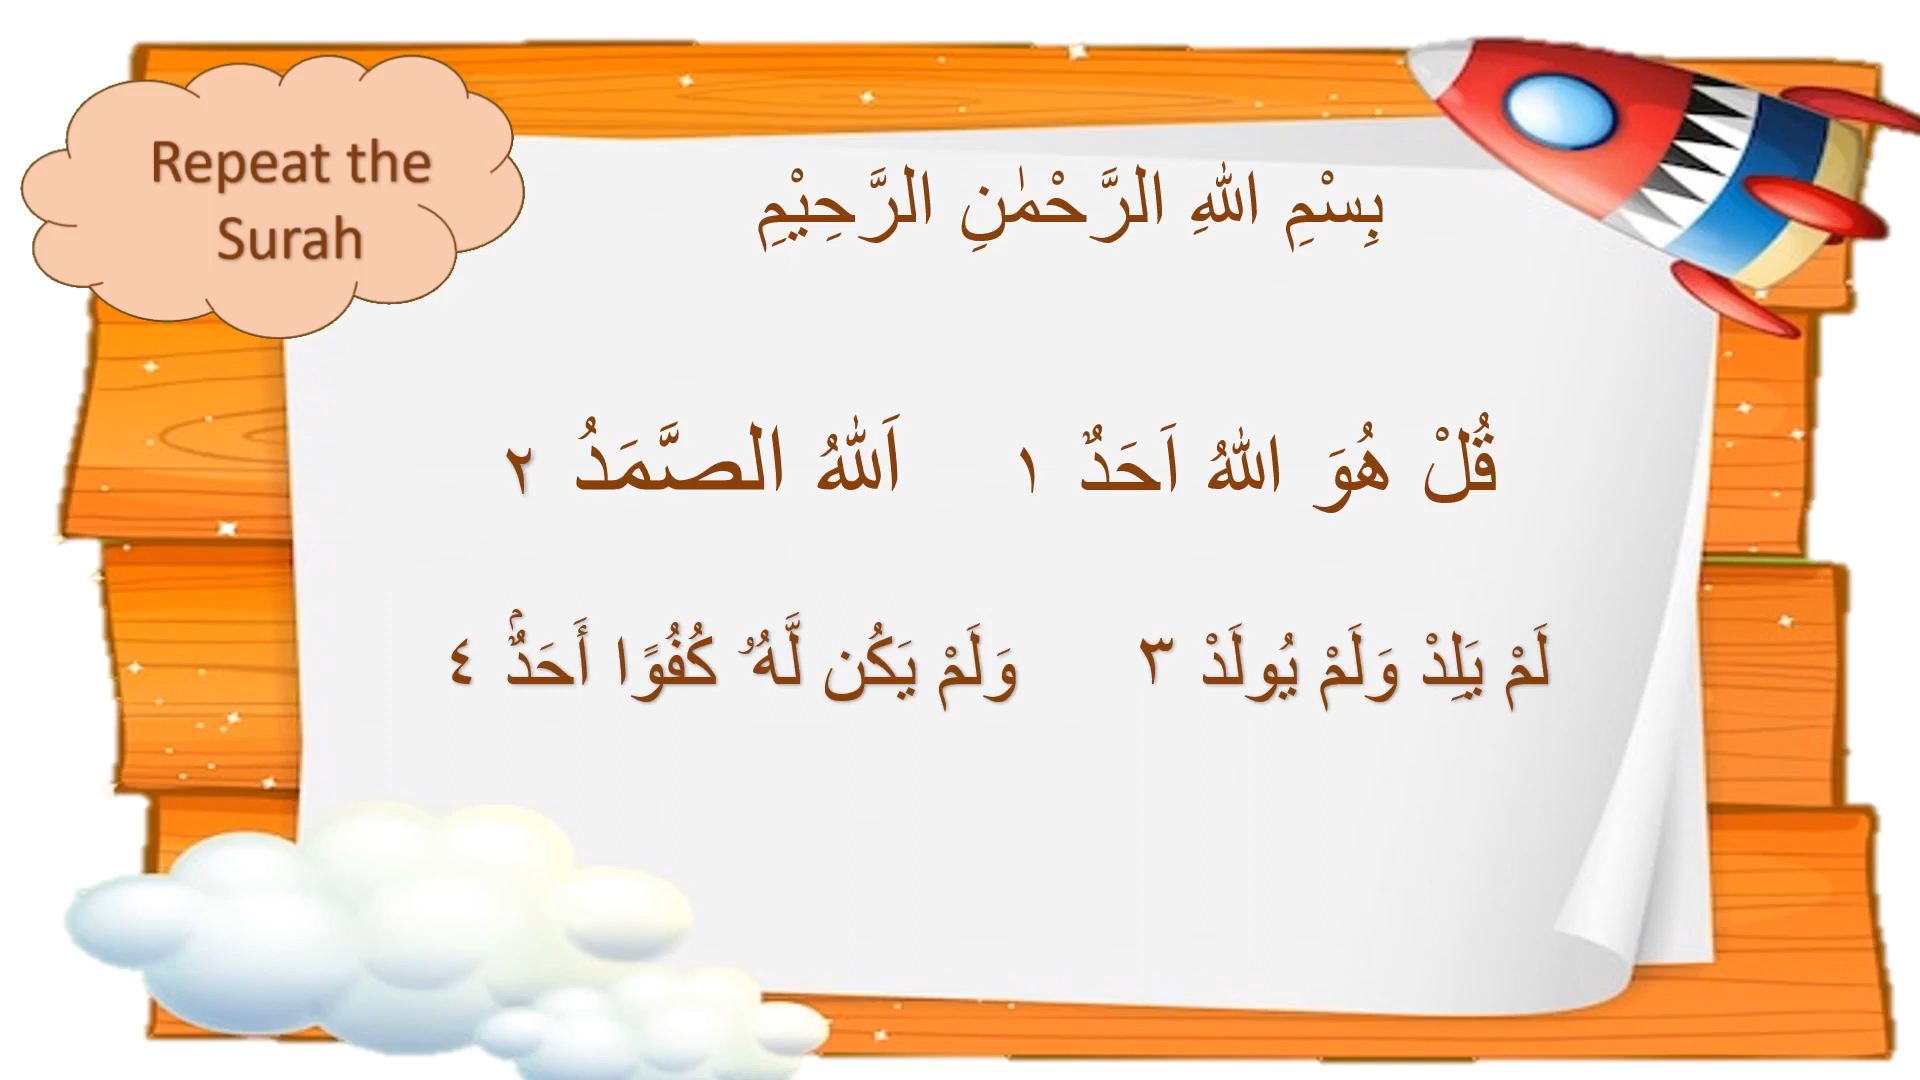 Repeat the
Surah
بِسْمِ اللهِ الرَّحْمٰنِ الرَّحِيْمِ
قُلْ هُوَ اللهُ اَحَدٌ ١ اَللهُ الصَّمَدُ ٢
لَمْ يَلِدْ وَلَمْ يُولَدْ ٣ وَلَمْ يَكُن لَّهُۥ كُفُوًا أَحَدٌۢ ٤